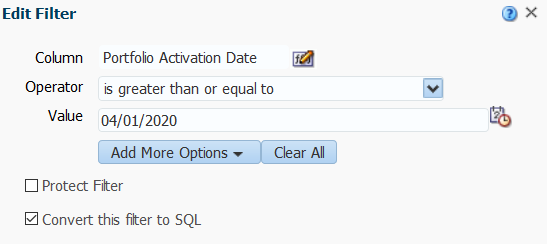 Edit Filter
Column Portfolio Activation Date
Operator is greater than or equal to
Value 04/01/2020
Add More Options Clear All
Protect Filter
Convert this filter to SQL